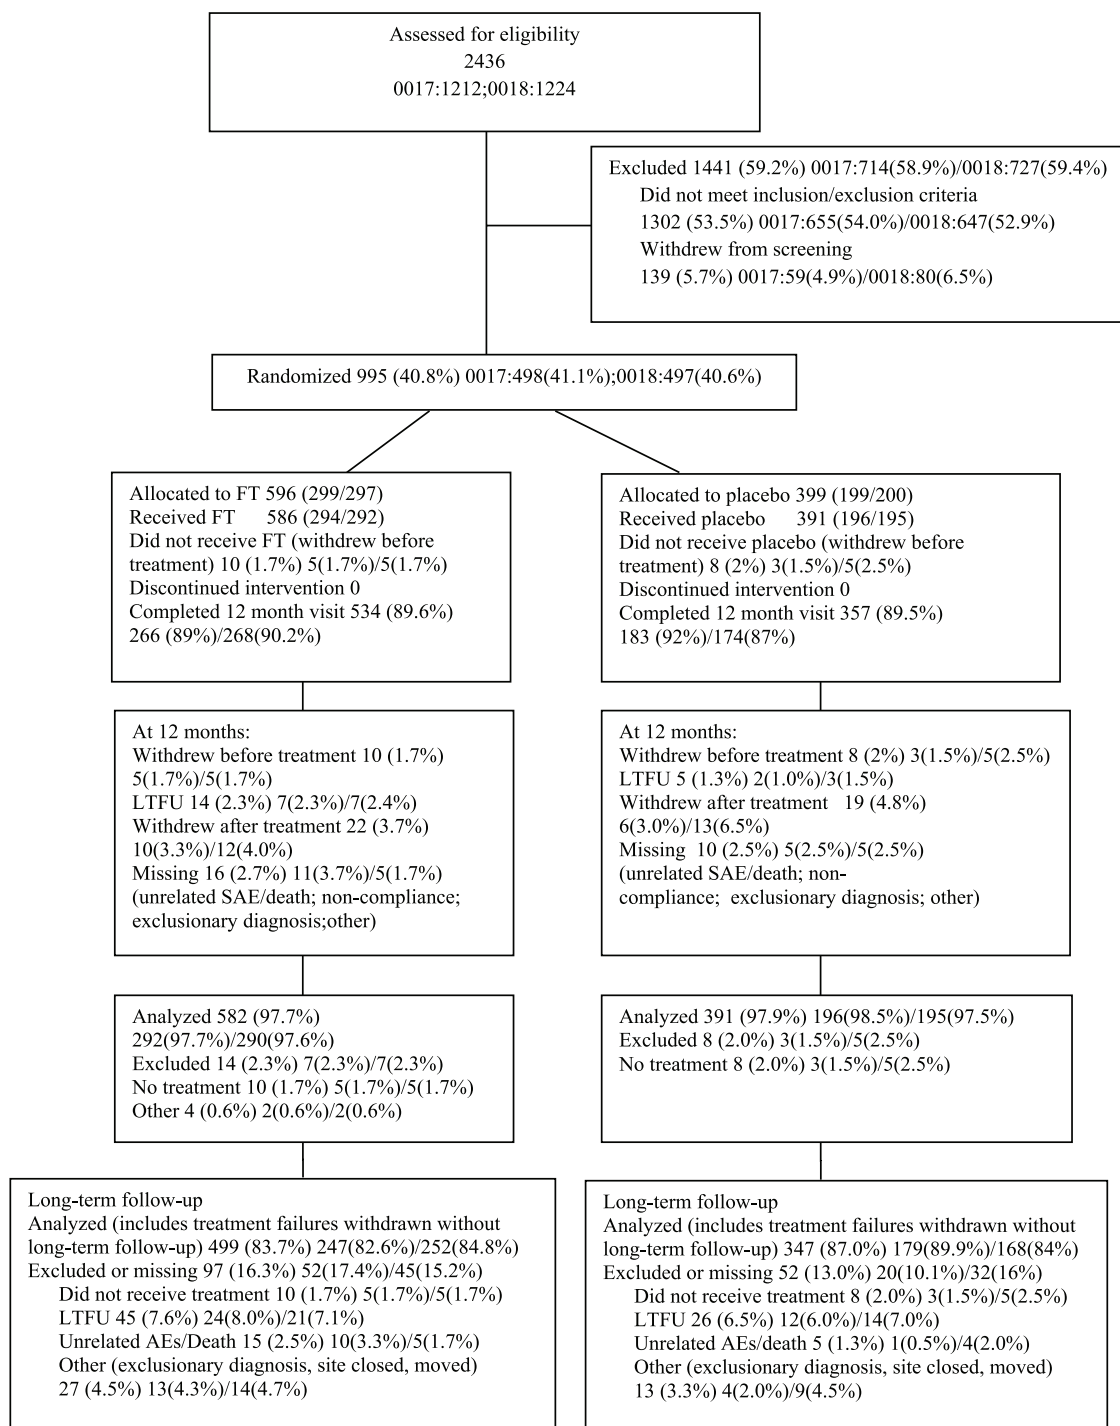 Assessed for eligibility
2436
0017:1212;0018:1224
Excluded 1441 (59.2%) 0017:714(58.9%)/0018:727(59.4%)
Did not meet inclusion/exclusion criteria
1302 (53.5%) 0017:655(54.0%)/0018:647(52.9%)
Withdrew from screening
139 (5.7%) 0017:59(4.9%)/0018:80(6.5%)
Randomized 995 (40.8%) 0017:498(41.1%);0018:497(40.6%)
Allocated to FT 596 (299/297)
Received FT 586 (294/292)
Did not receive FT (withdrew before
treatment) 10 (1.7%) 5(1.7%)/5(1.7%)
Discontinued intervention 0
Completed 12 month visit 534 (89.6%)
266 (89%)/268(90.2%)
Allocated to placebo 399 (199/200)
Received placebo 391 (196/195)
Did not receive placebo (withdrew before
treatment) 8 (2%) 3(1.5%)/5(2.5%)
Discontinued intervention 0
Completed 12 month visit 357 (89.5%)
183 (92%)/174(87%)
At 12 months:
Withdrew before treatment 10 (1.7%)
5(1.7%)/5(1.7%)
LTFU 14 (2.3%) 7(2.3%)/7(2.4%)
Withdrew after treatment 22 (3.7%)
10(3.3%)/12(4.0%)
Missing 16 (2.7%) 11(3.7%)/5(1.7%)
(unrelated SAE/death; non-compliance;
exclusionary diagnosis;other)
At 12 months:
Withdrew before treatment 8 (2%) 3(1.5%)/5(2.5%)
LTFU 5 (1.3%) 2(1.0%)/3(1.5%)
Withdrew after treatment 19 (4.8%)
6(3.0%)/13(6.5%)
Missing 10 (2.5%) 5(2.5%)/5(2.5%)
(unrelated SAE/death; non-
compliance; exclusionary diagnosis; other)
Analyzed 582 (97.7%)
292(97.7%)/290(97.6%)
Excluded 14 (2.3%) 7(2.3%)/7(2.3%)
No treatment 10 (1.7%) 5(1.7%)/5(1.7%)
Other 4 (0.6%) 2(0.6%)/2(0.6%)
Analyzed 391 (97.9%) 196(98.5%)/195(97.5%)
Excluded 8 (2.0%) 3(1.5%)/5(2.5%)
No treatment 8 (2.0%) 3(1.5%)/5(2.5%)
Long-term follow-up
Analyzed (includes treatment failures withdrawn without
long-term follow-up) 499 (83.7%) 247(82.6%)/252(84.8%)
Excluded or missing 97 (16.3%) 52(17.4%)/45(15.2%)
Did not receive treatment 10 (1.7%) 5(1.7%)/5(1.7%)
LTFU 45 (7.6%) 24(8.0%)/21(7.1%)
Unrelated AEs/Death 15 (2.5%) 10(3.3%)/5(1.7%)
Other (exclusionary diagnosis, site closed, moved)
27 (4.5%) 13(4.3%)/14(4.7%)
Long-term follow-up
Analyzed (includes treatment failures withdrawn without
long-term follow-up) 347 (87.0%) 179(89.9%)/168(84%)
Excluded or missing 52 (13.0%) 20(10.1%)/32(16%)
Did not receive treatment 8 (2.0%) 3(1.5%)/5(2.5%)
LTFU 26 (6.5%) 12(6.0%)/14(7.0%)
Unrelated AEs/death 5 (1.3%) 1(0.5%)/4(2.0%)
Other (exclusionary diagnosis, site closed, moved)
13 (3.3%) 4(2.0%)/9(4.5%)